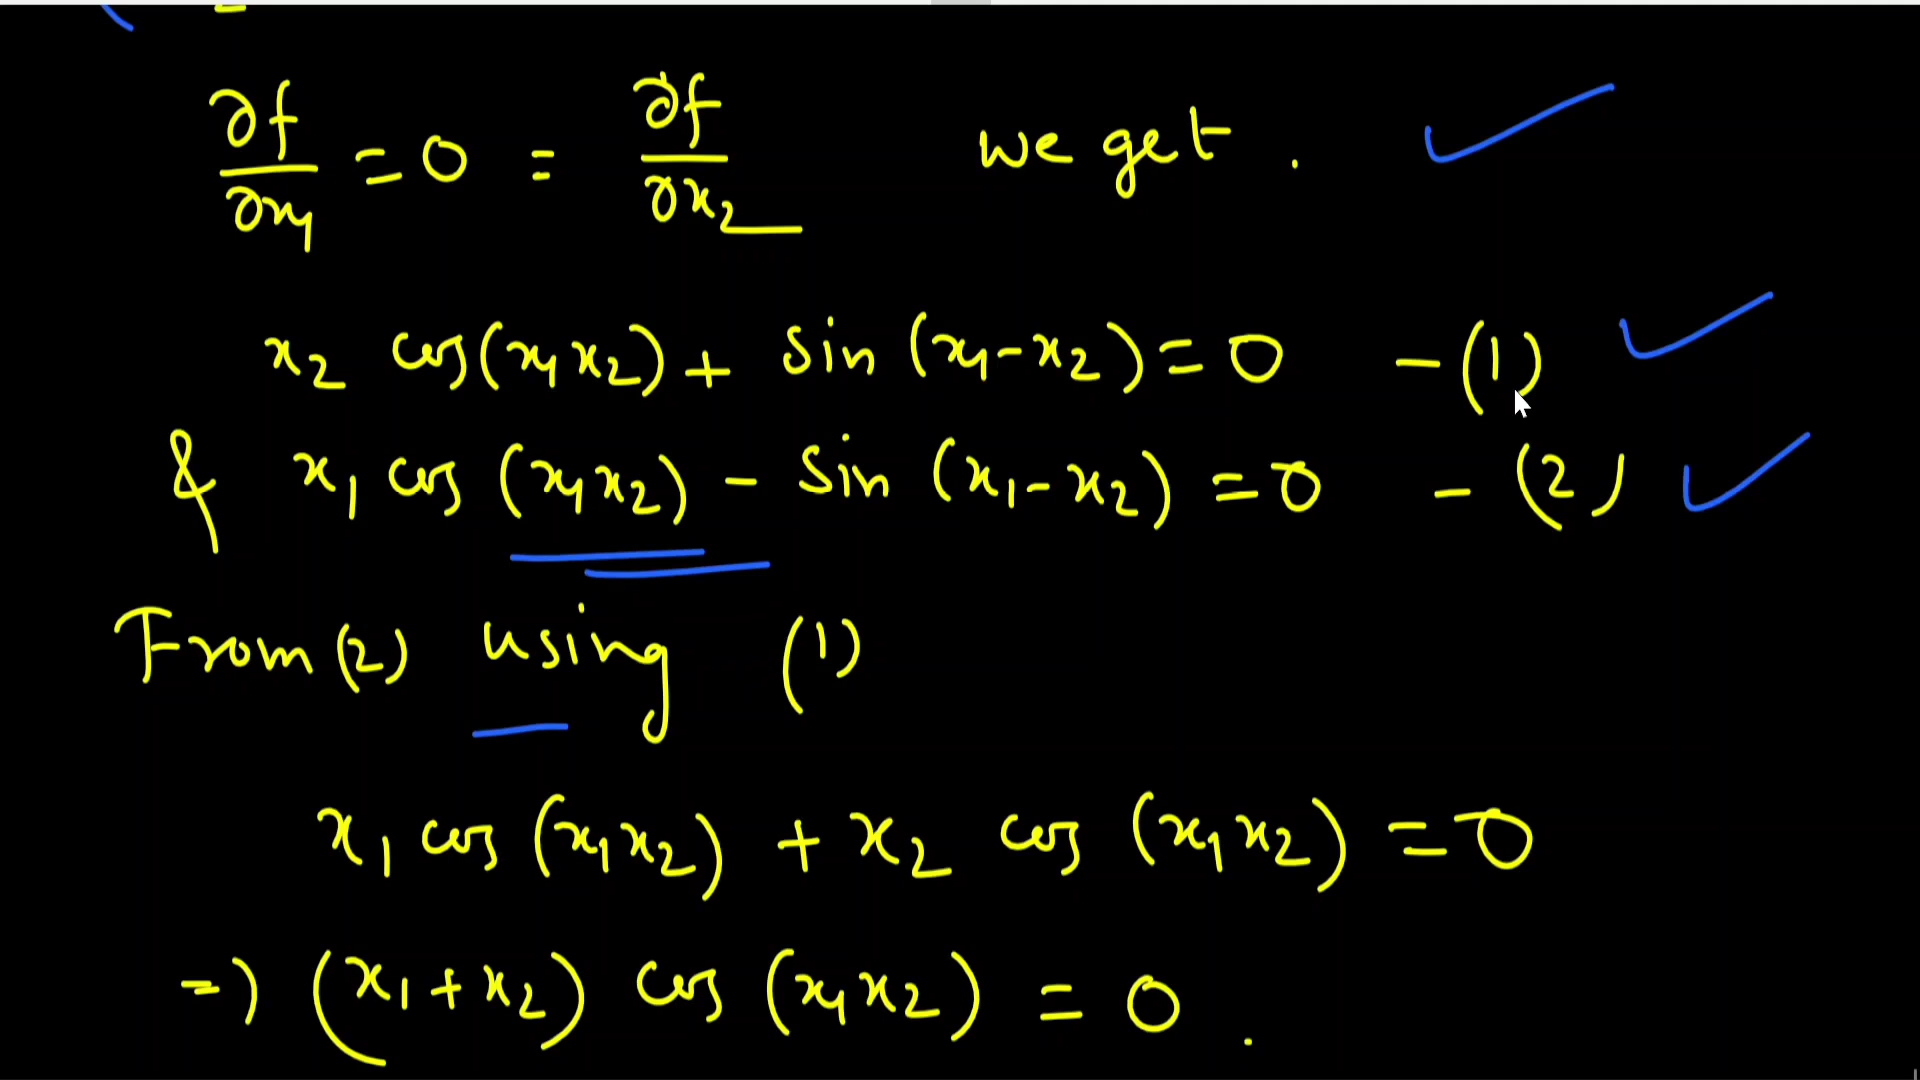 ∂f/∂x₁ = 0 = ∂f/∂x₂ we get .
x₂ cos(x₁x₂) + sin (x₁-x₂) = 0 - (1)
& x₁ cos (x₁x₂) - sin (x₁-x₂) = 0 - (2)
From (2) using (1)
x₁ cos (x₁x₂) + x₂ cos (x₁x₂) = 0
=) (x₁+x₂) cos (x₁x₂) = 0 .